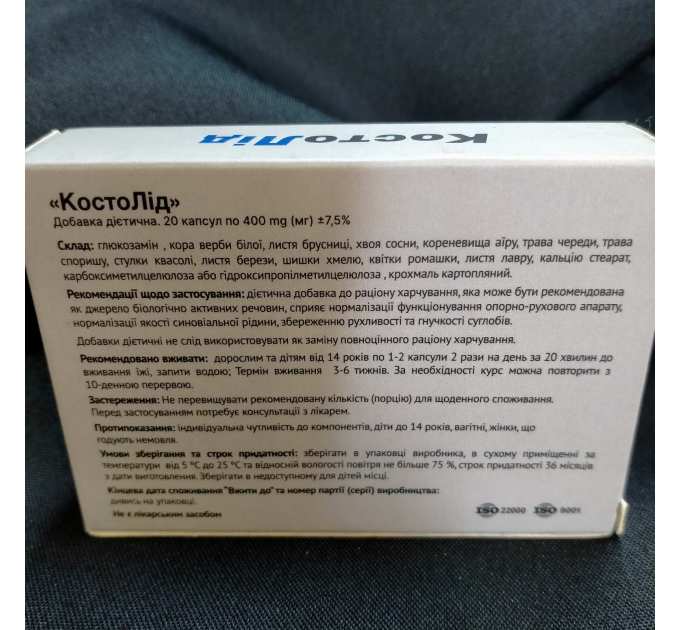 КостоЛід
«КостоЛід»
Добавка дієтична. 20 капсул по 400 mg (мг) ±7,5%
Склад: глюкозамін , кора верби білої, листя брусниці, хвоя сосни, кореневища аїру, трава череди, трава
споришу, стулки квасолі, листя берези, шишки хмелю, квітки ромашки, листя лавру, кальцію стеарат,
карбоксиметилцелюлоза або гідроксипропілметилцелюлоза , крохмаль картопляний.
Рекомендації щодо застосування: дієтична добавка до раціону харчування, яка може бути рекомендована
як джерело біологічно активних речовин, сприяє нормалізації функціонування опорно-рухового апарату,
нормалізації якості синовіальної рідини, збереженню рухливості та гнучкості суглобів.
Добавки дієтичні не слід використовувати як заміну повноцінного раціону харчування.
Рекомендовано вживати: дорослим та дітям від 14 років по 1-2 капсули 2 рази на день за 20 хвилин до
вживання їжі, запити водою; Термін вживання 3-6 тижнів. За необхідності курс можна повторити з
10-денною перервою.
Застереження: Не перевищувати рекомендовану кількість (порцію) для щоденного споживання.
Перед застосуванням потребує консультації з лікарем.
Протипоказання: індивідуальна чутливість до компонентів, діти до 14 років, вагітні, жінки, що
годують немовля.
Умови зберігання та строк придатності: зберігати в упаковці виробника, в сухому приміщенні за
температури від 5 °С до 25 °С та відносній вологості повітря не більше 75 %, строк придатності 36 місяців
з дати виготовлення. Зберігати в недоступному для дітей місці.
Кінцева дата споживання "Вжити до" та номер партії (серії) виробництва:
дивись на упаковці.
Не є лікарським засобом
ISO 22000 ISO 9001